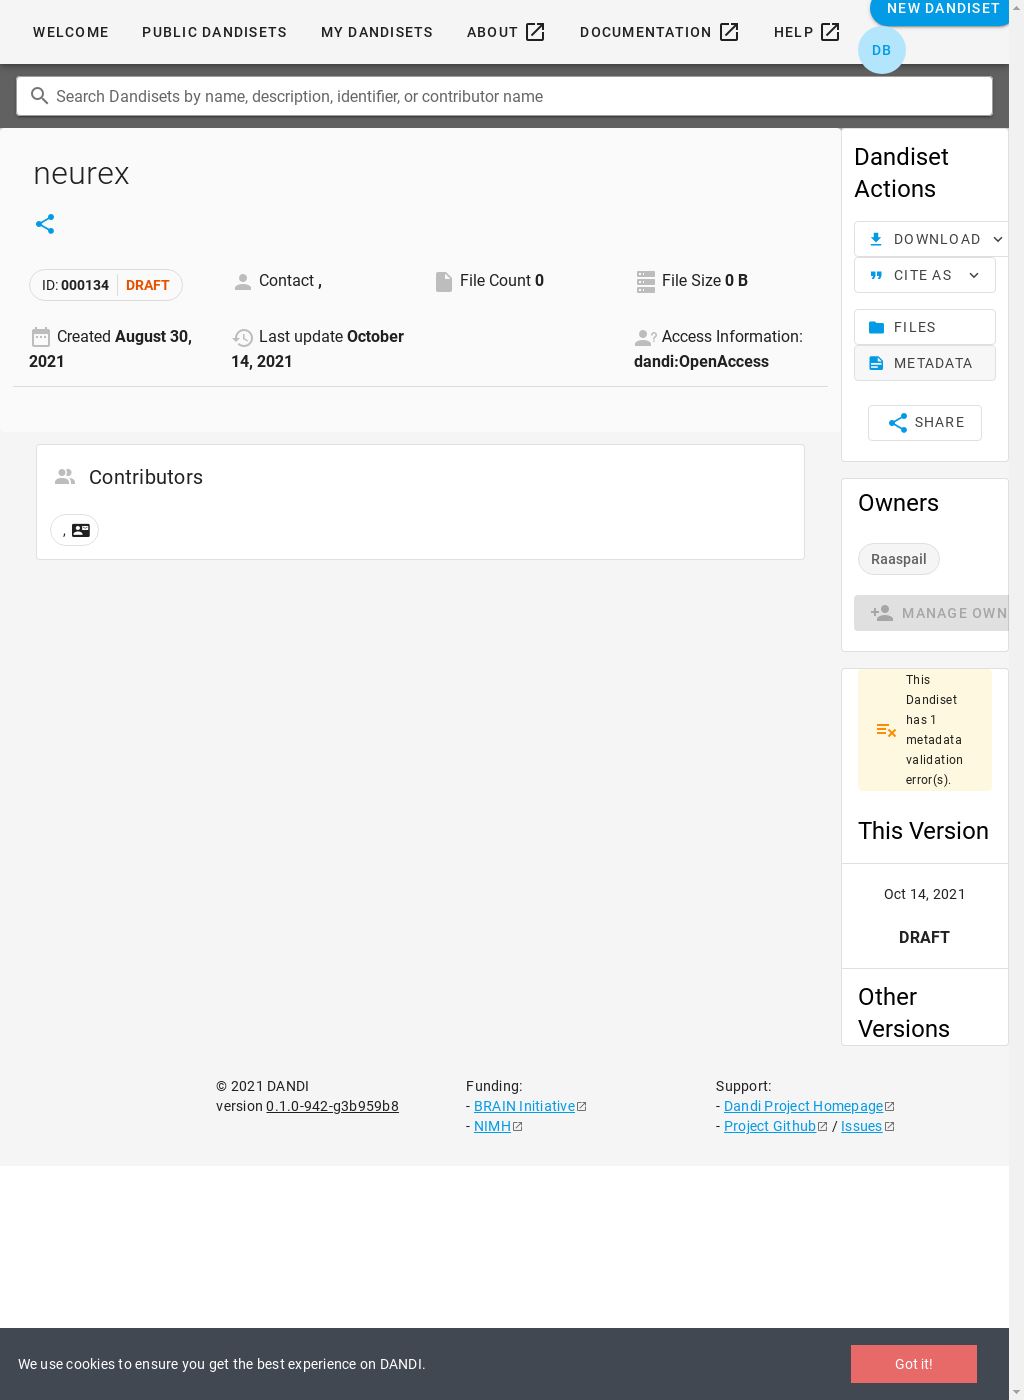 WELCOME PUBLIC DANDISETS MY DANDISETS ABOUT DOCUMENTATION HELP NEW DANDISET
DB
Search Dandisets by name, description, identifier, or contributor name
neurex
ID: 000134 DRAFT
Contact ,
File Count 0
File Size 0 B
Created August 30,
2021
Last update October
14, 2021
Access Information:
dandi:OpenAccess
Contributors
,
Dandiset
Actions
DOWNLOAD
CITE AS
FILES
METADATA
SHARE
Owners
Raaspail
MANAGE OWN
This
Dandiset
has 1
metadata
validation
error(s).
This Version
Oct 14, 2021
DRAFT
Other
Versions
© 2021 DANDI
version 0.1.0-942-g3b959b8
Funding:
- BRAIN Initiative
- NIMH
Support:
- Dandi Project Homepage
- Project Github / Issues
We use cookies to ensure you get the best experience on DANDI.
Got it!